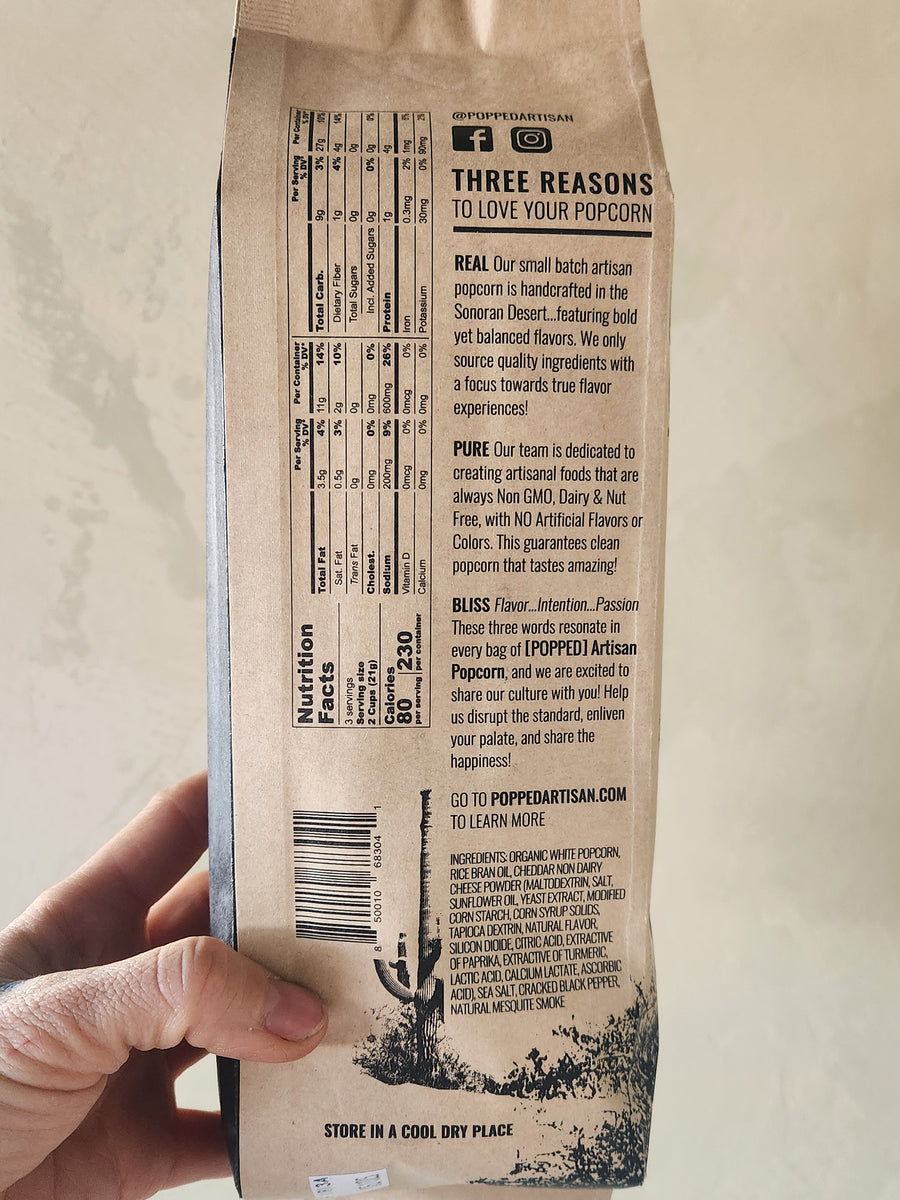 @POPPEDARTISAN
THREE REASONS
TO LOVE YOUR POPCORN
REAL Our small batch artisan
popcorn is handcrafted in the
Sonoran Desert...featuring bold
yet balanced flavors. We only
source quality ingredients with
a focus towards true flavor
experiences!
PURE Our team is dedicated to
creating artisanal foods that are
always Non GMO, Dairy & Nut
Free, with NO Artificial Flavors or
Colors. This guarantees clean
popcorn that tastes amazing!
BLISS Flavor...Intention...Passion
These three words resonate in
every bag of [POPPED] Artisan
Popcorn, and we are excited to
share our culture with you! Help
us disrupt the standard, enliven
your palate, and share the
happiness!
GO TO POPPEDARTISAN.COM
TO LEARN MORE
INGREDIENTS: ORGANIC WHITE POPCORN,
RICE BRAN OIL, CHEDDAR NON DAIRY
CHEESE POWDER (MALTODEXTRIN, SALT,
SUNFLOWER OIL, YEAST EXTRACT, MODIFIED
CORN STARCH, CORN SYRUP SOLIDS,
TAPIOCA DEXTRIN, NATURAL FLAVOR,
SILICON DIOIDE, CITRIC ACID, EXTRACTIVE
OF PAPRIKA, EXTRACTIVE OF TURMERIC,
LACTIC ACID, CALCIUM LACTATE, ASCORBIC
ACID), SEA SALT, CRACKED BLACK PEPPER,
NATURAL MESQUITE SMOKE
Nutrition
Facts
3 servings
Serving size
2 Cups (21g)
Calories
80 230
per serving per container
Per Serving Per Container
% DV* % DV*
Total Fat 3.5g 4% 11g 14%
Sat. Fat 0.5g 3% 2g 10%
Trans Fat 0g 0g
Cholest. 0mg 0% 0mg 0%
Sodium 200mg 9% 600mg 26%
Vitamin D 0mcg 0% 0mcg 0%
Calcium 0mg 0% 0mg 0%
Per Serving Per Container
% DV* % DV*
Total Carb. 9g 3% 27g 10%
Dietary Fiber 1g 4% 4g 14%
Total Sugars 0g 0g
Incl. Added Sugars 0g 0% 0g 0%
Protein 1g 4g
Iron 0.3mg 2% 1mg
Potassium 30mg 0% 90mg 2%
8 50010 68304 1
STORE IN A COOL DRY PLACE